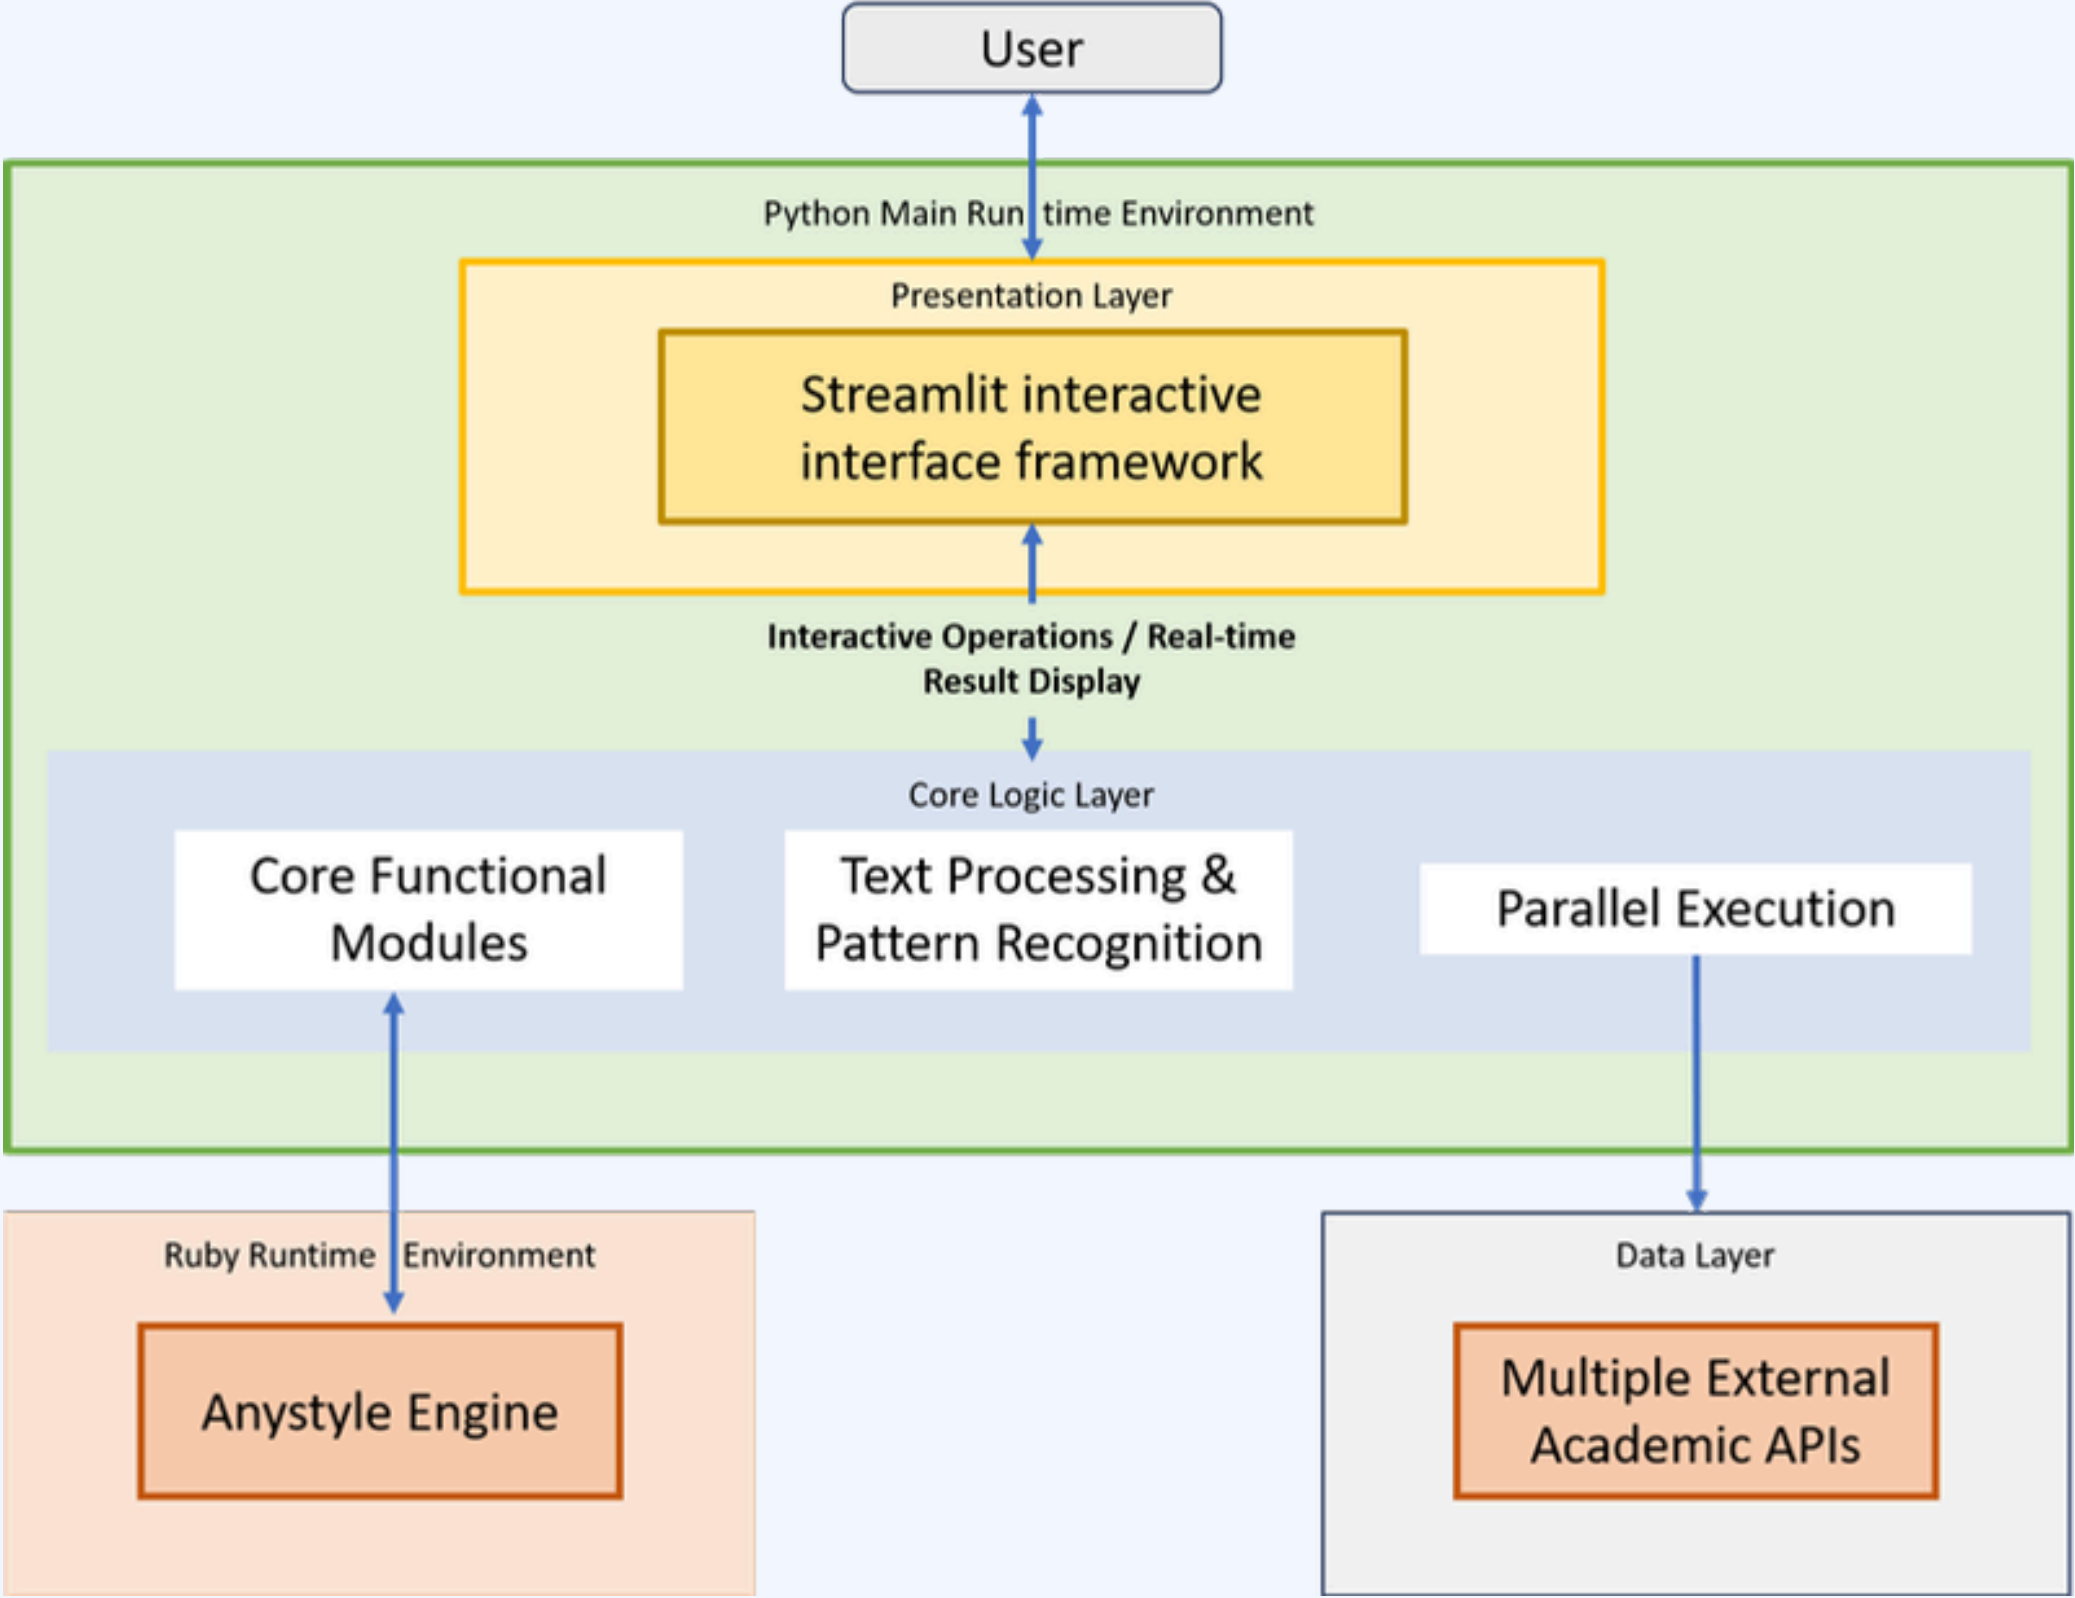 User
Python Main Runtime Environment
Presentation Layer
Streamlit interactive
interface framework
Interactive Operations / Real-time
Result Display
Core Logic Layer
Core Functional
Modules
Text Processing &
Pattern Recognition
Parallel Execution
Ruby Runtime Environment
Anystyle Engine
Data Layer
Multiple External
Academic APIs